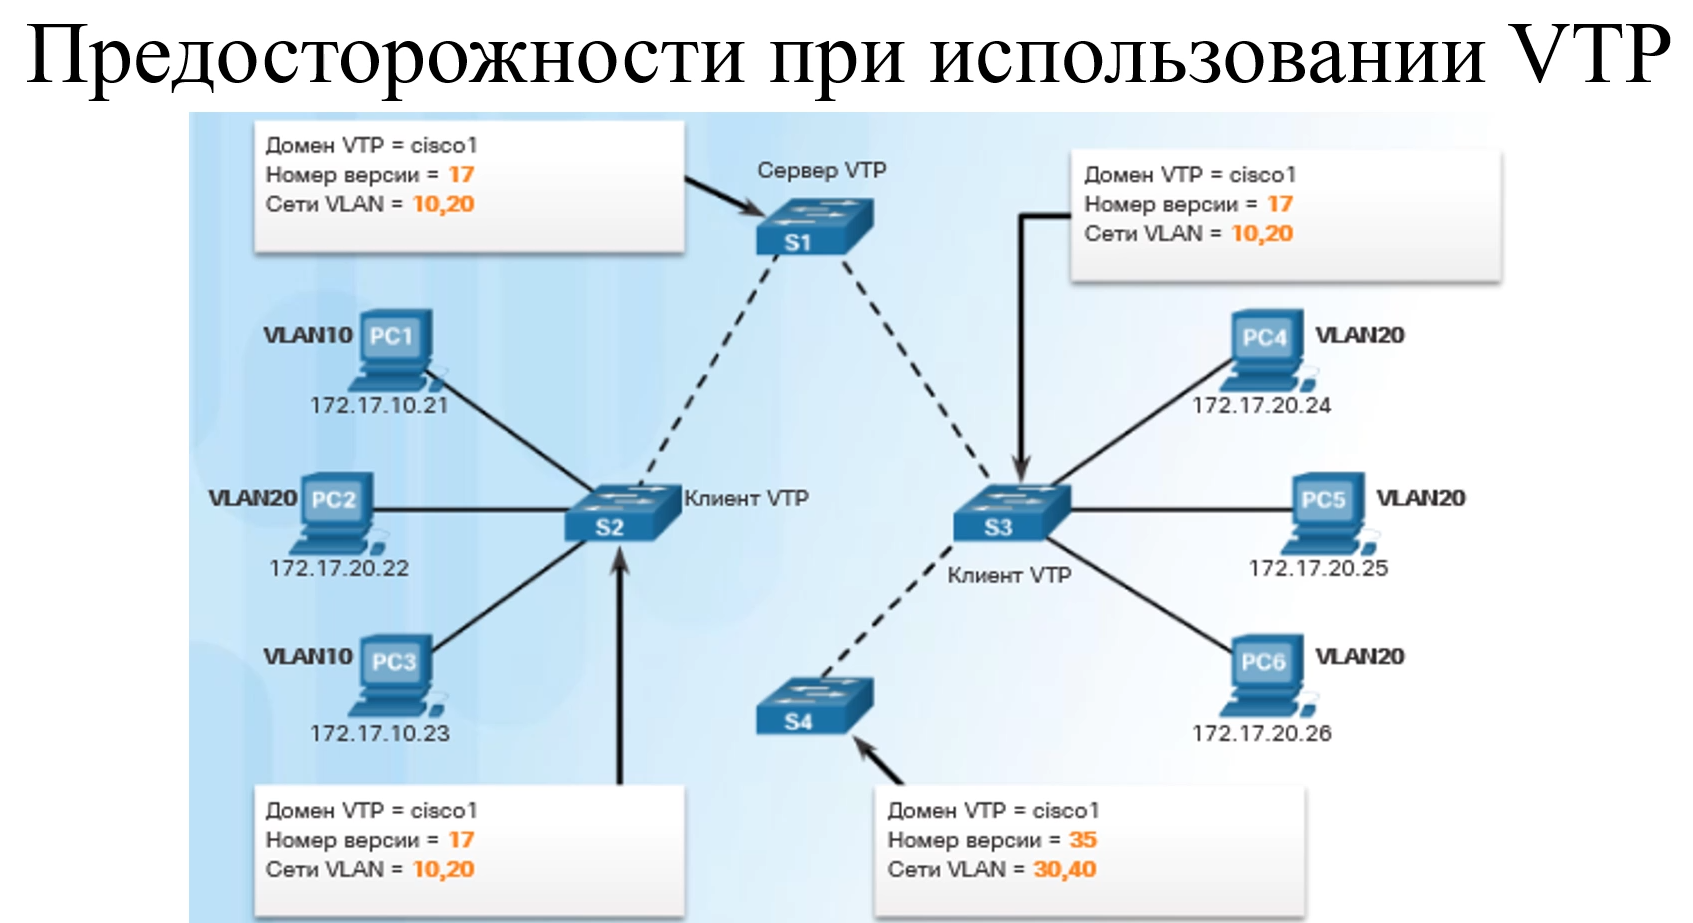 Предосторожности при использовании VTP
Домен VTP = cisco1
Номер версии = 17
Сети VLAN = 10,20
Сервер VTP
S1
Домен VTP = cisco1
Номер версии = 17
Сети VLAN = 10,20
VLAN10
PC1
172.17.10.21
PC4
VLAN20
172.17.20.24
VLAN20
PC2
172.17.20.22
Клиент VTP
S2
S3
Клиент VTP
PC5
VLAN20
172.17.20.25
VLAN10
PC3
172.17.10.23
S4
PC6
VLAN20
172.17.20.26
Домен VTP = cisco1
Номер версии = 17
Сети VLAN = 10,20
Домен VTP = cisco1
Номер версии = 35
Сети VLAN = 30,40